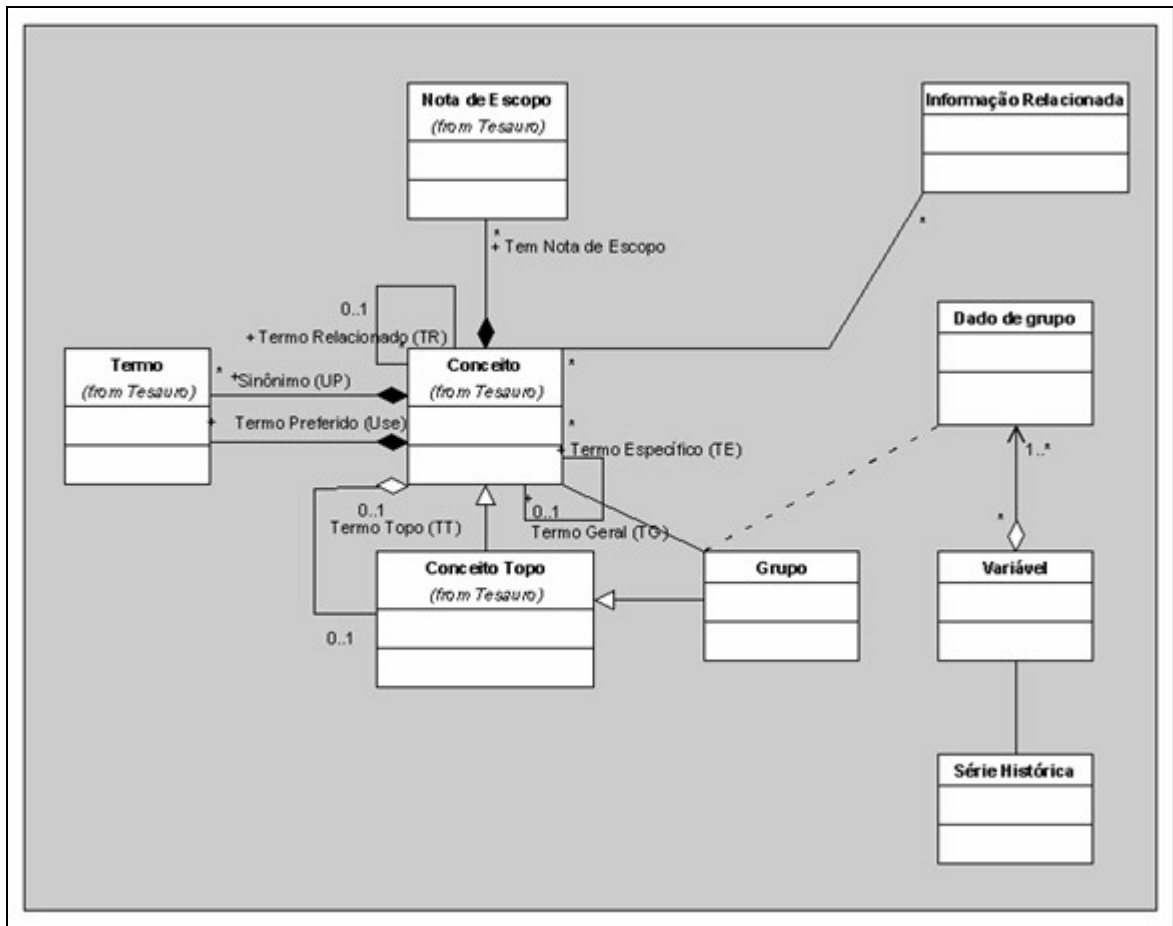 Nota de Escopo
(from Tesauro)
Informação Relacionada
*
+ Tem Nota de Escopo
*
0..1
+ Termo Relacionado (TR)
*
Dado de grupo
Termo
(from Tesauro)
* +
Sinônimo (UP)
+ Termo Preferido (Use)
Conceito
(from Tesauro)
*
*
+ Termo Específico (TE)
1..*
+
0..1
0..1
Termo Topo (TT)
Termo Geral (TG)
*
Conceito Topo
(from Tesauro)
Grupo
Variável
0..1
Série Histórica